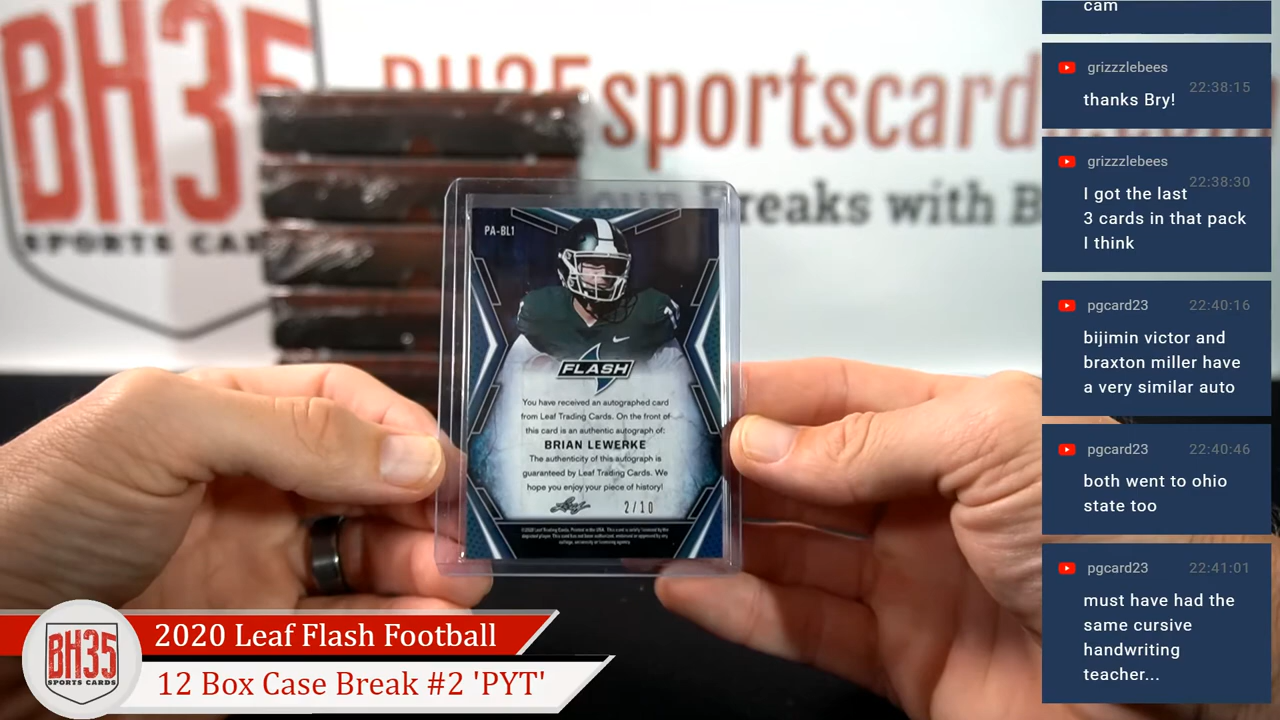 BH35
SPORTS CAR
BH35sportscard
our Breaks with B
PA-BL1
FLASH
You have received an autographed card
from Leaf Trading Cards. On the front of
this card is an authentic autograph of:
BRIAN LEWERKE
The authenticity of this autograph is
guaranteed by Leaf Trading Cards. We
hope you enjoy your piece of history!
Leaf
2/10
BH35
SPORTS CARDS
2020 Leaf Flash Football
12 Box Case Break #2 'PYT'
cam
grizzzlebees
22:38:15
thanks Bry!
grizzzlebees
22:38:30
I got the last
3 cards in that pack
I think
pgcard23
22:40:16
bijimin victor and
braxton miller have
a very similar auto
pgcard23
22:40:46
both went to ohio
state too
pgcard23
22:41:01
must have had the
same cursive
handwriting
teacher...